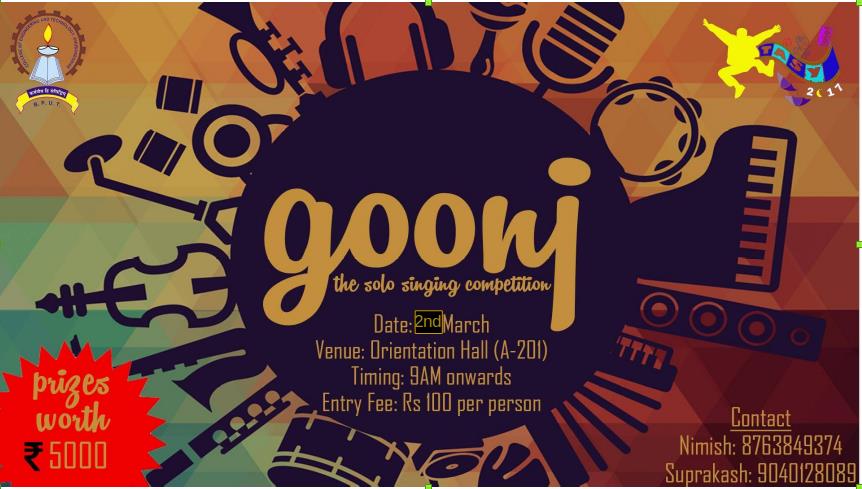 goonj
the solo singing competition
Date: 2nd March
Venue: Orientation Hall (A-201)
Timing: 9AM onwards
Entry Fee: Rs 100 per person
prizes
worth
₹ 5000
Contact
Nimish: 8763849374
Suprakash: 9040128089
B. P. U. T.
2017